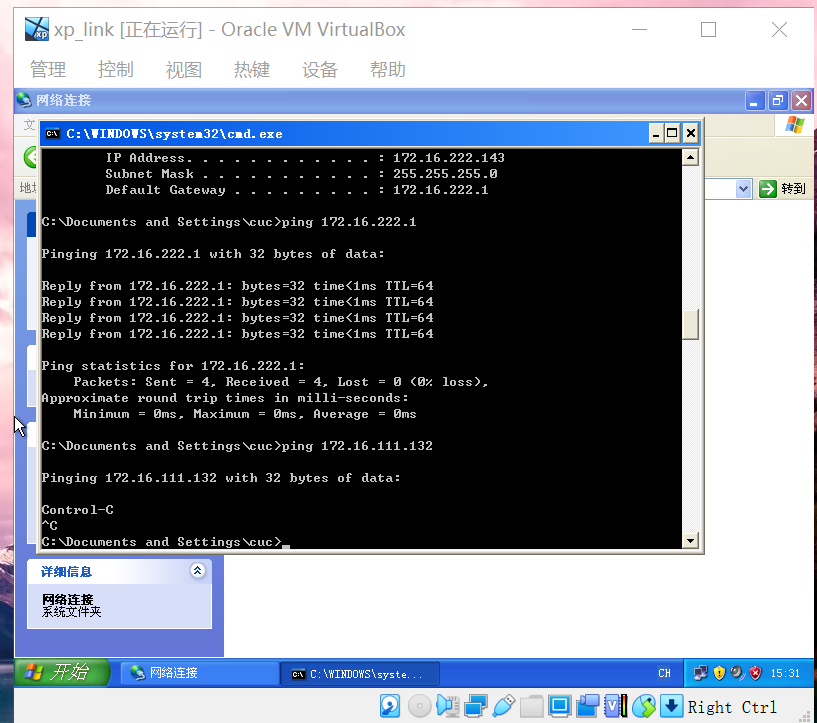 xp_link [正在运行] - Oracle VM VirtualBox
管理 控制 视图 热键 设备 帮助
网络连接
C:\WINDOWS\system32\cmd.exe
IP Address. . . . . . . . . . . . : 172.16.222.143
Subnet Mask . . . . . . . . . . . : 255.255.255.0
Default Gateway . . . . . . . . . : 172.16.222.1
转到
C:\Documents and Settings\cuc>ping 172.16.222.1
Pinging 172.16.222.1 with 32 bytes of data:
Reply from 172.16.222.1: bytes=32 time<1ms TTL=64
Reply from 172.16.222.1: bytes=32 time<1ms TTL=64
Reply from 172.16.222.1: bytes=32 time<1ms TTL=64
Reply from 172.16.222.1: bytes=32 time<1ms TTL=64
Ping statistics for 172.16.222.1:
Packets: Sent = 4, Received = 4, Lost = 0 (0% loss),
Approximate round trip times in milli-seconds:
Minimum = 0ms, Maximum = 0ms, Average = 0ms
C:\Documents and Settings\cuc>ping 172.16.111.132
Pinging 172.16.111.132 with 32 bytes of data:
Control-C
^C
C:\Documents and Settings\cuc>_
详细信息
网络连接
系统文件夹
开始 网络连接 C:\WINDOWS\syste... CH 15:31
Right Ctrl